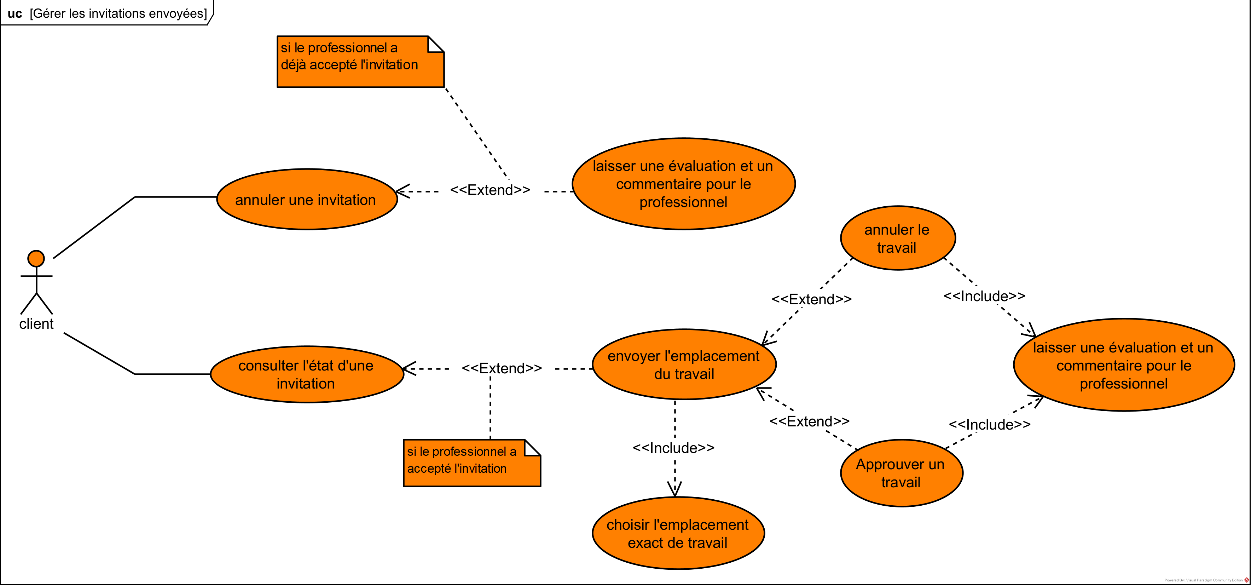 uc [Gérer les invitations envoyées]
si le professionnel a
déjà accepté l'invitation
annuler une invitation
<<Extend>>
laisser une évaluation et un
commentaire pour le
professionnel
annuler le
travail
<<Extend>>
<<Include>>
client
consulter l'état d'une
invitation
<<Extend>>
envoyer l'emplacement
du travail
laisser une évaluation et un
commentaire pour le
professionnel
si le professionnel a
accepté l'invitation
<<Include>>
<<Extend>>
<<Include>>
Approuver un
travail
choisir l'emplacement
exact de travail